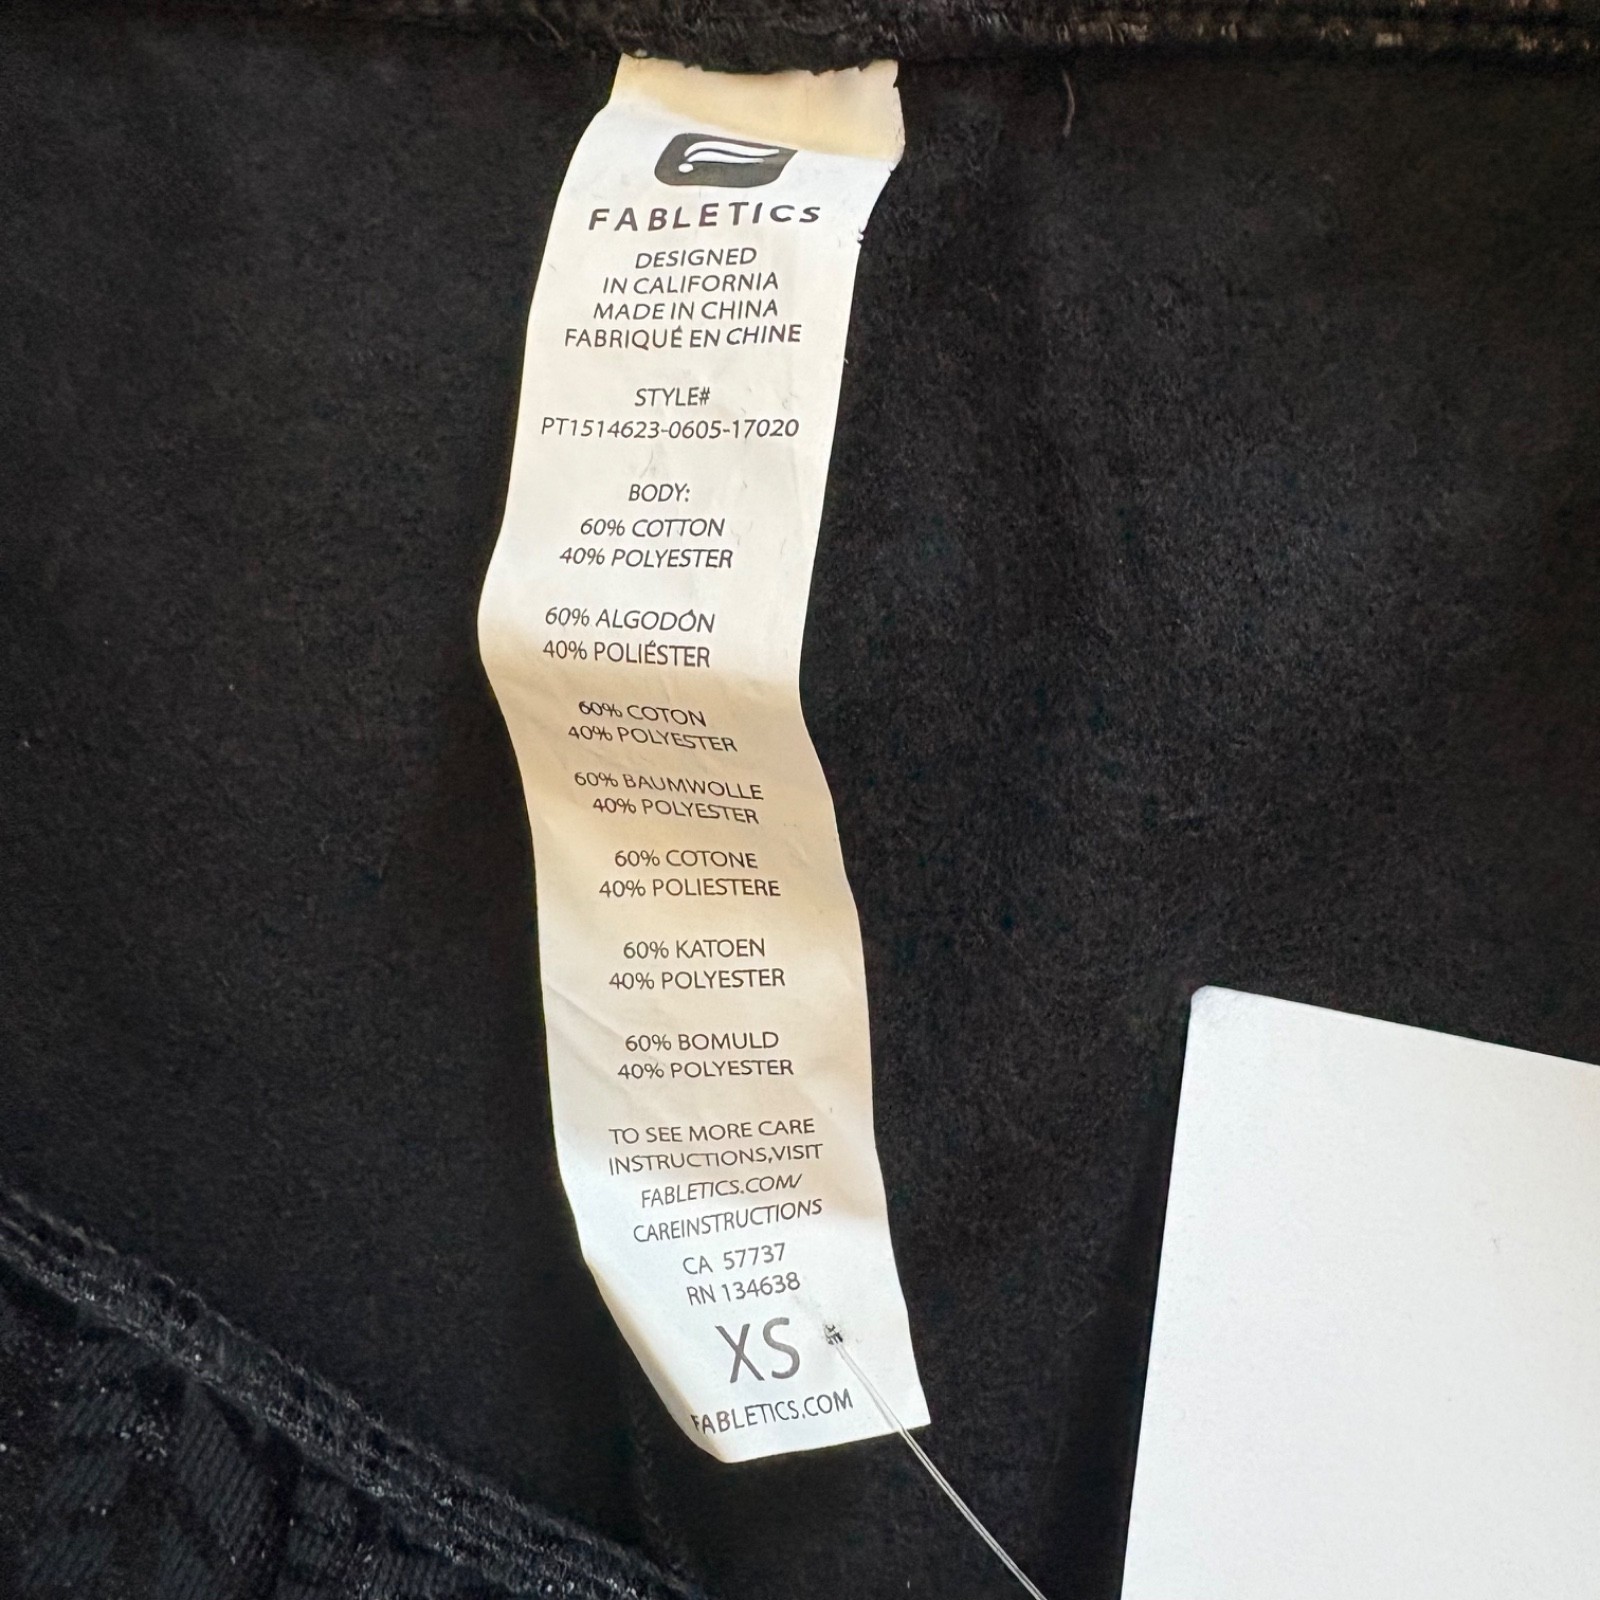 FABLETICS
DESIGNED
IN CALIFORNIA
MADE IN CHINA
FABRIQUÉ EN CHINE
STYLE#
PT1514623-0605-17020
BODY:
60% COTTON
40% POLYESTER
60% ALGODÓN
40% POLIÉSTER
60% COTON
40% POLYESTER
60% BAUMWOLLE
40% POLYESTER
60% COTONE
40% POLIESTERE
60% KATOEN
40% POLYESTER
60% BOMULD
40% POLYESTER
TO SEE MORE CARE
INSTRUCTIONS,VISIT
FABLETICS.COM/
CAREINSTRUCTIONS
CA 57737
RN 134638
XS
FABLETICS.COM